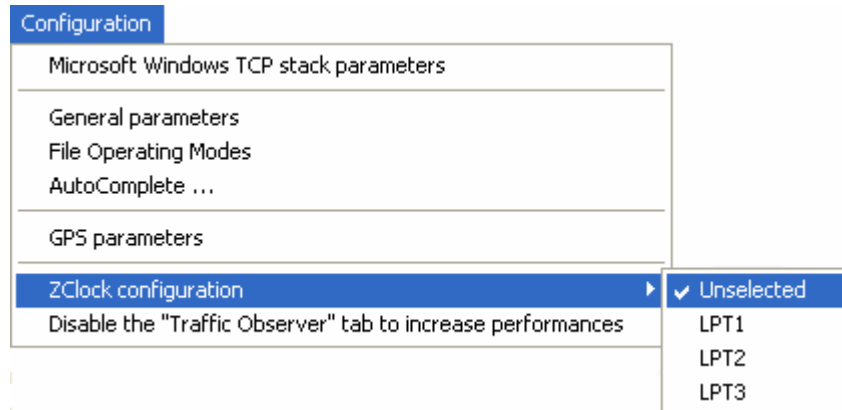 Configuration
Microsoft Windows TCP stack parameters
General parameters
File Operating Modes
AutoComplete ...
GPS parameters
ZClock configuration
Disable the "Traffic Observer" tab to increase performances
Unselected
LPT1
LPT2
LPT3